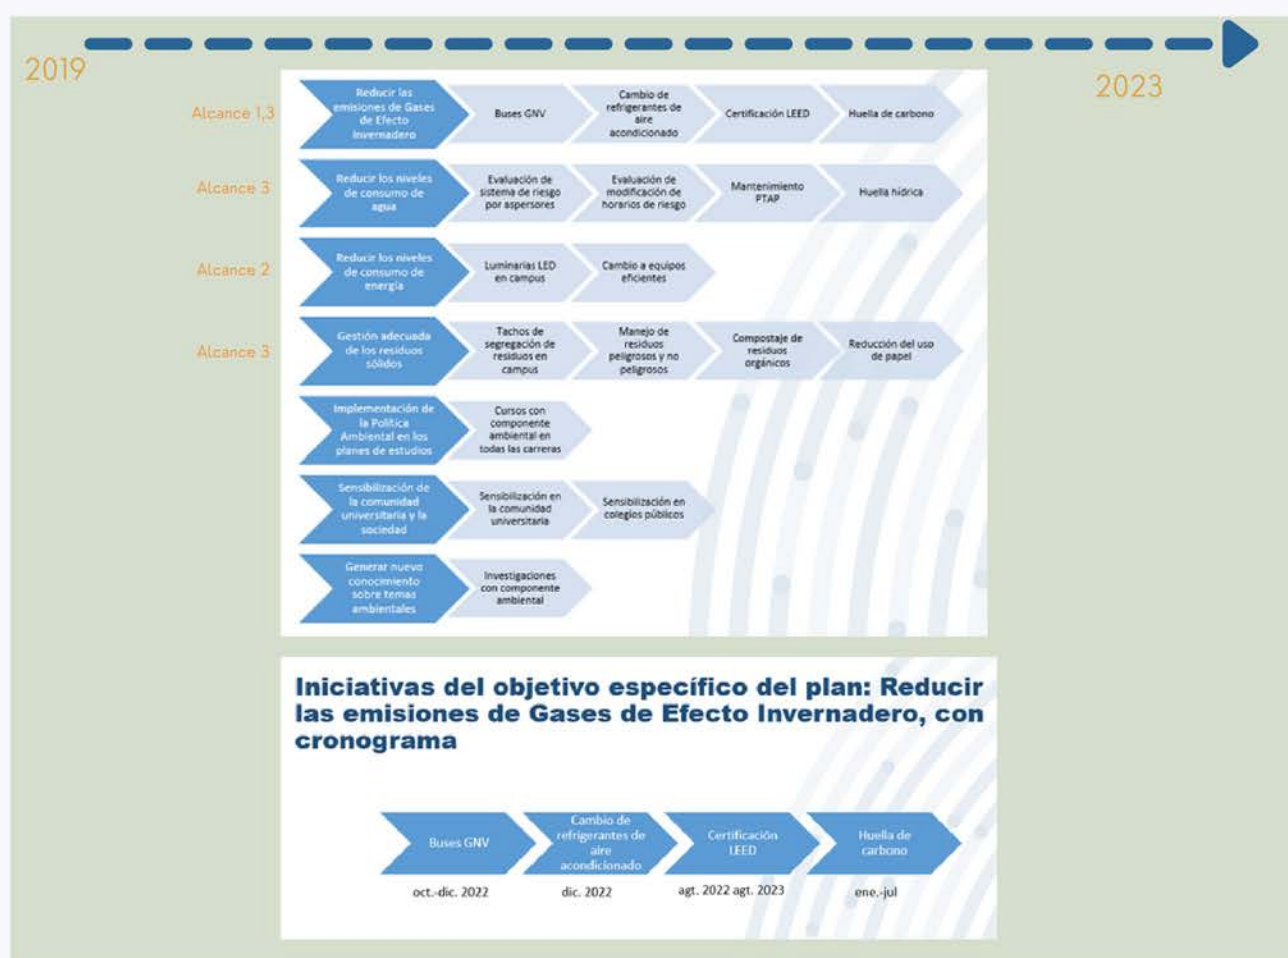 2019
2023
Alcance 1,3
Reducir las
emisiones de Gases
de Efecto
Invernadero
Buses GNV
Cambio de
refrigerantes de
aire
acondicionado
Certificación LEED
Huella de carbono
Alcance 3
Reducir los niveles
de consumo de
agua
Evaluación de
sistema de riesgo
por aspersores
Evaluación de
modificación de
horarios de riesgo
Mantenimiento
PTAP
Huella hídrica
Alcance 2
Reducir los niveles
de consumo de
energía
Luminarias LED
en campus
Cambio a equipos
eficientes
Alcance 3
Gestión adecuada
de los residuos
sólidos
Tachos de
segregación de
residuos en
campus
Manejo de
residuos
peligrosos y no
peligrosos
Compostaje de
residuos
orgánicos
Reducción del uso
de papel
Implementación de
la Política
Ambiental en los
planes de estudios
Cursos con
componente
ambiental en
todas las carreras
Sensibilización de
la comunidad
universitaria y la
sociedad
Sensibilización en
la comunidad
universitaria
Sensibilización en
colegios públicos
Generar nuevo
conocimiento
sobre temas
ambientales
Investigaciones
con componente
ambiental
Iniciativas del objetivo específico del plan: Reducir
las emisiones de Gases de Efecto Invernadero, con
cronograma
Buses GNV
Cambio de
refrigerantes de
aire
acondicionado
Certificación
LEED
Huella de
carbono
oct.-dic. 2022
dic. 2022
agt. 2022 agt. 2023
ene.-jul